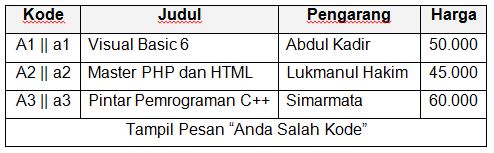 Kode Judul Pengarang Harga
A1 || a1 Visual Basic 6 Abdul Kadir 50.000
A2 || a2 Master PHP dan HTML Lukmanul Hakim 45.000
A3 || a3 Pintar Pemrograman C++ Simarmata 60.000
Tampil Pesan “Anda Salah Kode”